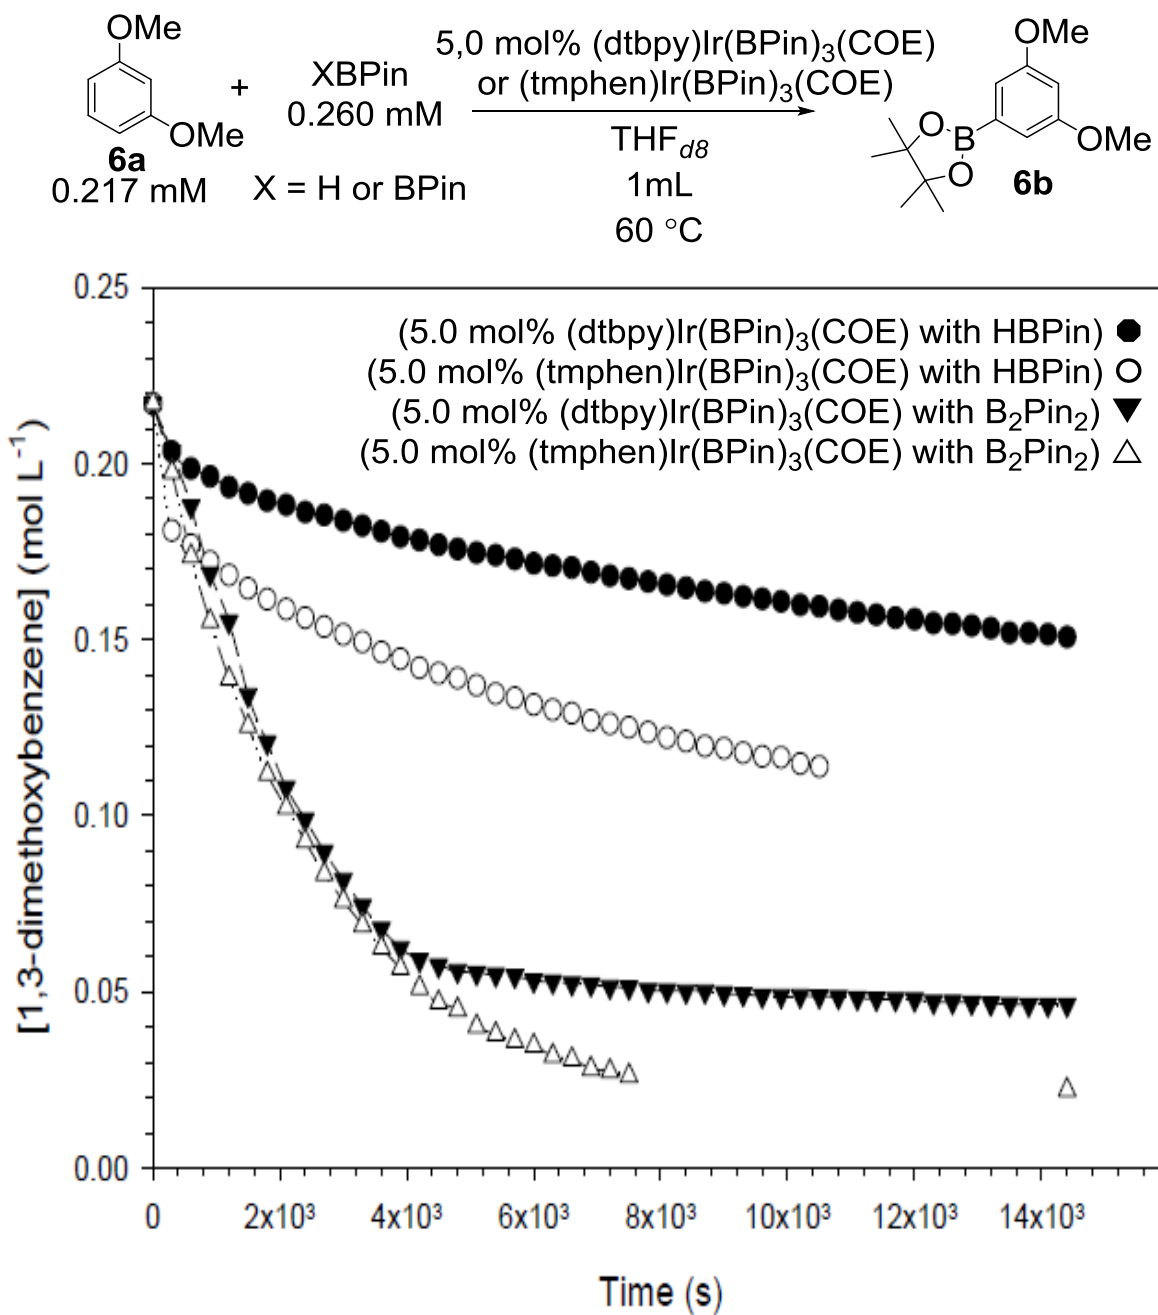 OMe
OMe
6a
0.217 mM
+
XBPin
0.260 mM
X = H or BPin
5,0 mol% (dtbpy)Ir(BPin)3(COE)
or (tmphen)Ir(BPin)3(COE)
THFd8
1mL
60 °C
OMe
OMe
O
B
O
6b
0.25
0.20
0.15
0.10
0.05
0.00
[1,3-dimethoxybenzene] (mol L-1)
(5.0 mol% (dtbpy)Ir(BPin)3(COE) with HBPin)
(5.0 mol% (tmphen)Ir(BPin)3(COE) with HBPin)
(5.0 mol% (dtbpy)Ir(BPin)3(COE) with B2Pin2)
(5.0 mol% (tmphen)Ir(BPin)3(COE) with B2Pin2)
0 2x10³ 4x10³ 6x10³ 8x10³ 10x10³ 12x10³ 14x10³
Time (s)